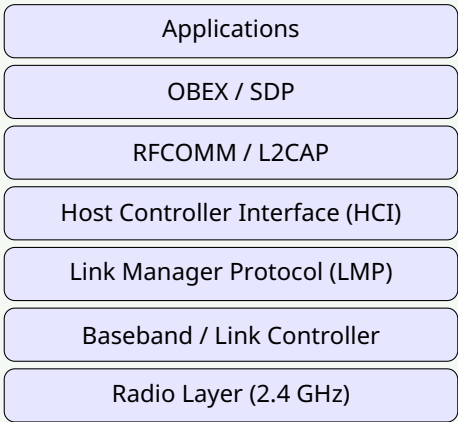 Applications
OBEX / SDP
RFCOMM / L2CAP
Host Controller Interface (HCI)
Link Manager Protocol (LMP)
Baseband / Link Controller
Radio Layer (2.4 GHz)